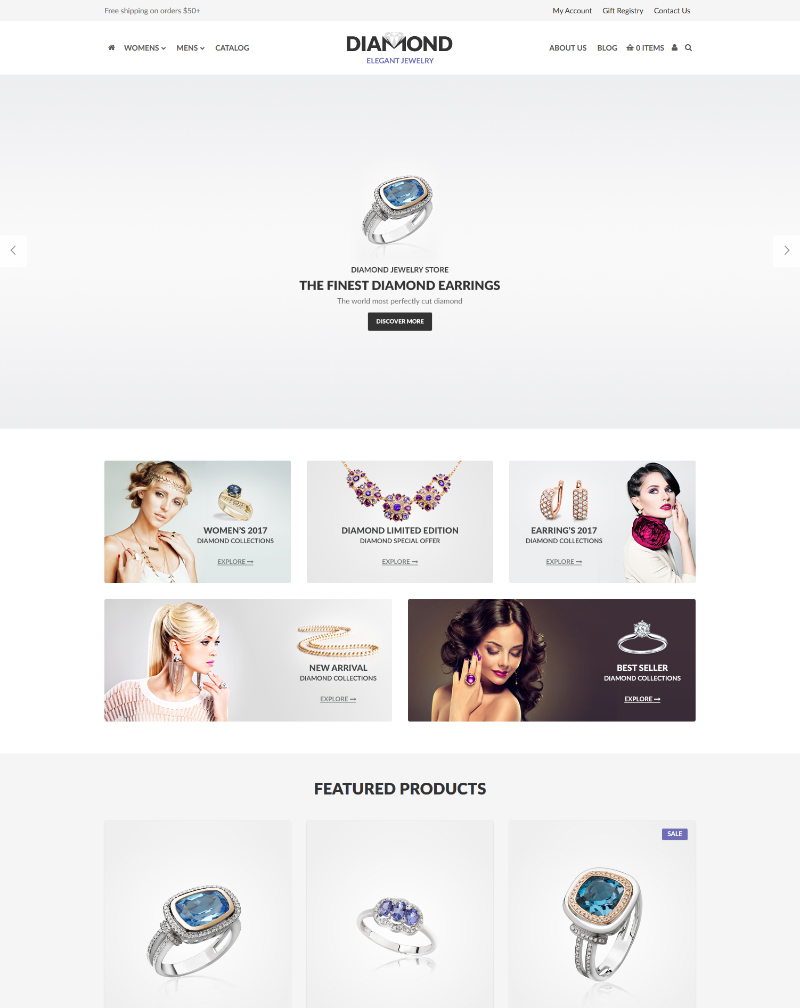 Free shipping on orders $50+
My Account Gift Registry Contact Us
WOMENS MENS CATALOG
DIAMOND
ELEGANT JEWELRY
ABOUT US BLOG 0 ITEMS
DIAMOND JEWELRY STORE
THE FINEST DIAMOND EARRINGS
The world most perfectly cut diamond
DISCOVER MORE
WOMEN'S 2017
DIAMOND COLLECTIONS
EXPLORE
DIAMOND LIMITED EDITION
DIAMOND SPECIAL OFFER
EXPLORE
EARRING'S 2017
DIAMOND COLLECTIONS
EXPLORE
NEW ARRIVAL
DIAMOND COLLECTIONS
EXPLORE
BEST SELLER
DIAMOND COLLECTIONS
EXPLORE
FEATURED PRODUCTS
SALE